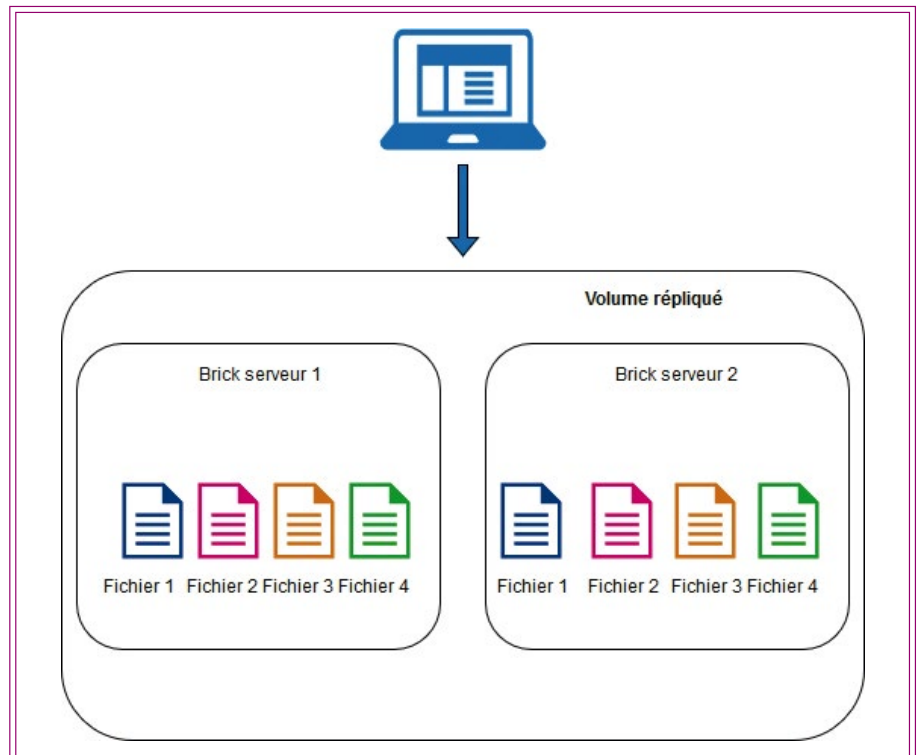 Volume répliqué
Brick serveur 1
Brick serveur 2
Fichier 1 Fichier 2 Fichier 3 Fichier 4
Fichier 1 Fichier 2 Fichier 3 Fichier 4